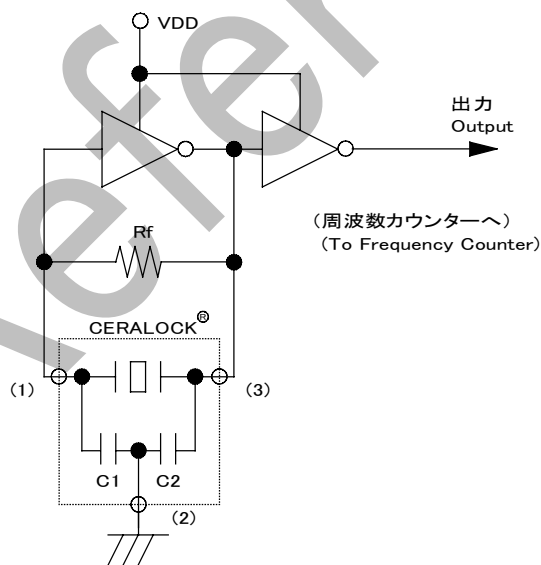 VDD
出力
Output
(周波数カウンターへ)
(To Frequency Counter)
Rf
CERALOCK®
(1)
(3)
C1
C2
(2)